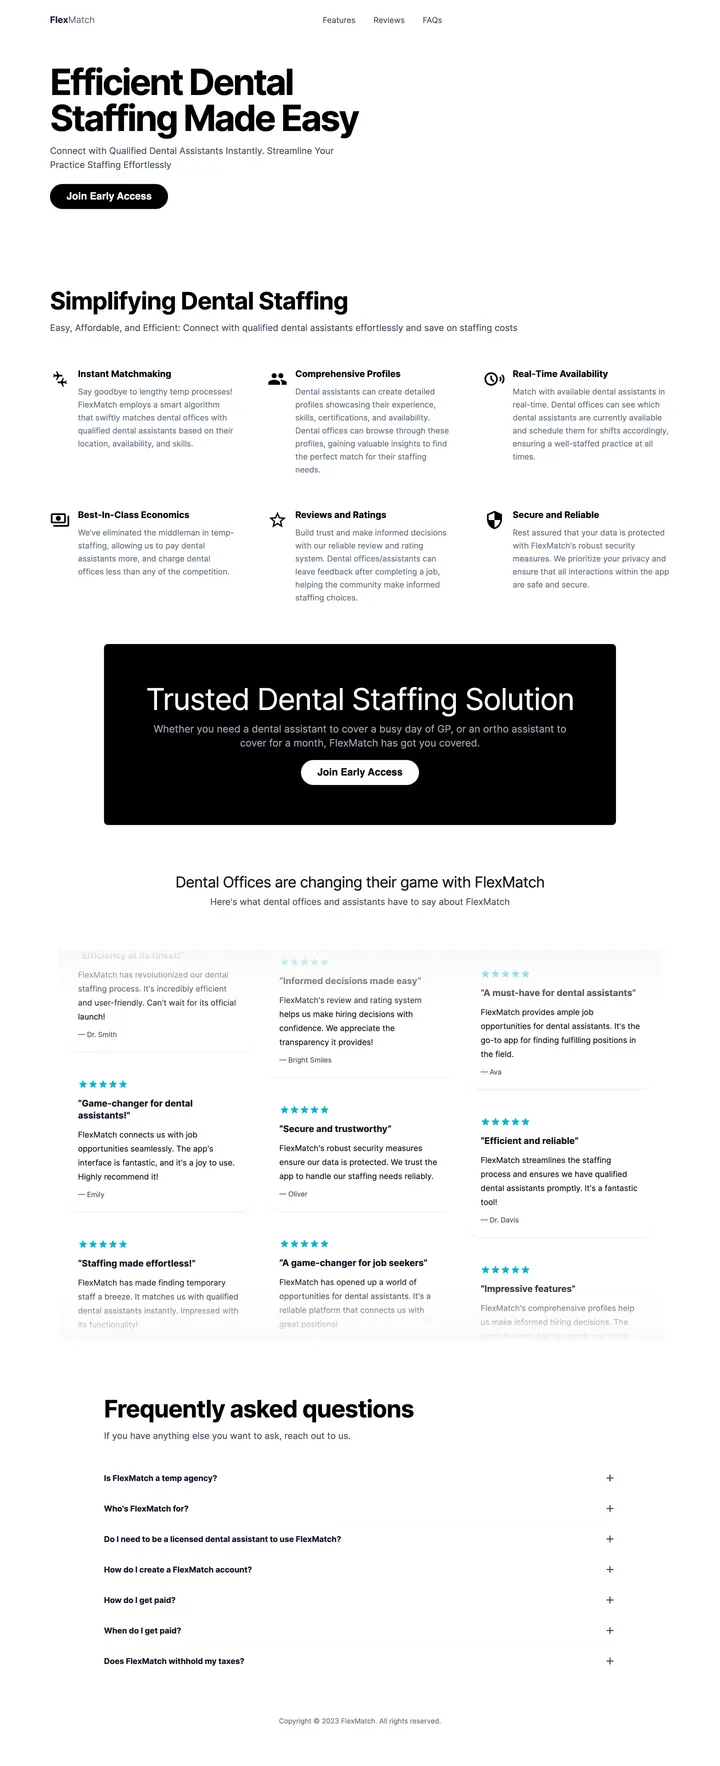 FlexMatch
Features
Reviews
FAQs
Efficient Dental
Staffing Made Easy
Connect with Qualified Dental Assistants Instantly. Streamline Your
Practice Staffing Effortlessly
Join Early Access
Simplifying Dental Staffing
Easy, Affordable, and Efficient: Connect with qualified dental assistants effortlessly and save on staffing costs
Instant Matchmaking
Say goodbye to lengthy temp processes!
FlexMatch employs a smart algorithm
that swiftly matches dental offices with
qualified dental assistants based on their
location, availability, and skills.
Comprehensive Profiles
Dental assistants can create detailed
profiles showcasing their experience,
skills, certifications, and availability.
Dental offices can browse through these
profiles, gaining valuable insights to find
the perfect match for their staffing
needs.
Real-Time Availability
Match with available dental assistants in
real-time. Dental offices can see which
dental assistants are currently available
and schedule them for shifts accordingly,
ensuring a well-staffed practice at all
times.
Best-In-Class Economics
We've eliminated the middleman in temp-
staffing, allowing us to pay dental
assistants more, and charge dental
offices less than any of the competition.
Reviews and Ratings
Build trust and make informed decisions
with our reliable review and rating
system. Dental offices/assistants can
leave feedback after completing a job,
helping the community make informed
staffing choices.
Secure and Reliable
Rest assured that your data is protected
with FlexMatch's robust security
measures. We prioritize your privacy and
ensure that all interactions within the app
are safe and secure.
Trusted Dental Staffing Solution
Whether you need a dental assistant to cover a busy day of GP, or an ortho assistant to
cover for a month, FlexMatch has got you covered.
Join Early Access
Dental Offices are changing their game with FlexMatch
Here's what dental offices and assistants have to say about FlexMatch
“Efficiency at its finest!”
FlexMatch has revolutionized our dental
staffing process. It's incredibly efficient
and user-friendly. Can't wait for its official
launch!
— Dr. Smith
“Game-changer for dental
assistants!”
FlexMatch connects us with job
opportunities seamlessly. The app's
interface is fantastic, and it's a joy to use.
Highly recommend it!
— Emily
“Staffing made effortless!”
FlexMatch has made finding temporary
staff a breeze. It matches us with qualified
dental assistants instantly. Impressed with
its functionality!
“Informed decisions made easy”
FlexMatch's review and rating system
helps us make hiring decisions with
confidence. We appreciate the
transparency it provides!
— Bright Smiles
“Secure and trustworthy”
FlexMatch's robust security measures
ensure our data is protected. We trust the
app to handle our staffing needs reliably.
— Oliver
“A game-changer for job seekers”
FlexMatch has opened up a world of
opportunities for dental assistants. It's a
reliable platform that connects us with
great positions!
“A must-have for dental assistants”
FlexMatch provides ample job
opportunities for dental assistants. It's the
go-to app for finding fulfilling positions in
the field.
— Ava
“Efficient and reliable”
FlexMatch streamlines the staffing
process and ensures we have qualified
dental assistants promptly. It's a fantastic
tool!
— Dr. Davis
“Impressive features”
FlexMatch's comprehensive profiles help
us make informed hiring decisions. The
Frequently asked questions
If you have anything else you want to ask, reach out to us.
Is FlexMatch a temp agency?
Who's FlexMatch for?
Do I need to be a licensed dental assistant to use FlexMatch?
How do I create a FlexMatch account?
How do I get paid?
When do I get paid?
Does FlexMatch withhold my taxes?
Copyright © 2023 FlexMatch. All rights reserved.